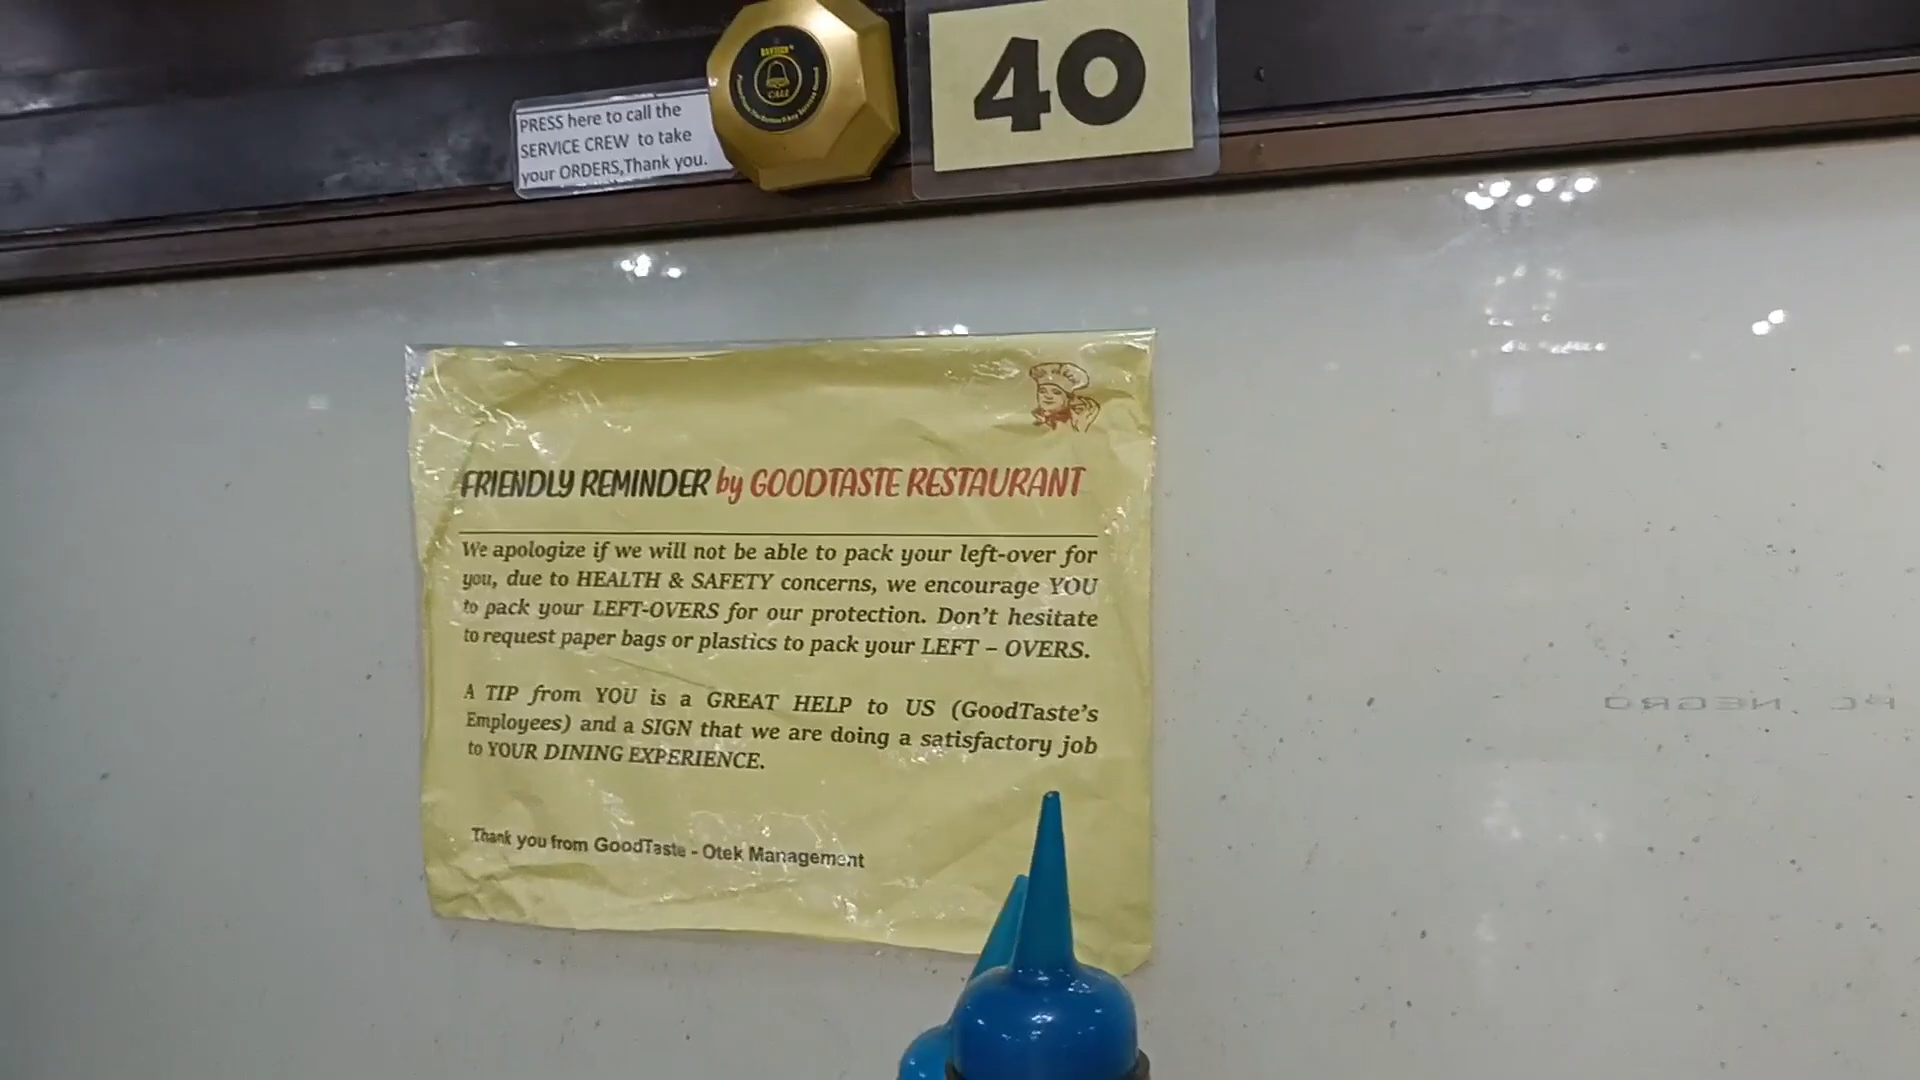 PRESS here to call the
SERVICE CREW to take
your ORDERS,Thank you.
CALL
40
FRIENDLY REMINDER by GOODTASTE RESTAURANT
We apologize if we will not be able to pack your left-over for
you, due to HEALTH & SAFETY concerns, we encourage YOU
to pack your LEFT-OVERS for our protection. Don't hesitate
to request paper bags or plastics to pack your LEFT – OVERS.
A TIP from YOU is a GREAT HELP to US (GoodTaste's
Employees) and a SIGN that we are doing a satisfactory job
to YOUR DINING EXPERIENCE.
Thank you from GoodTaste - Otek Management